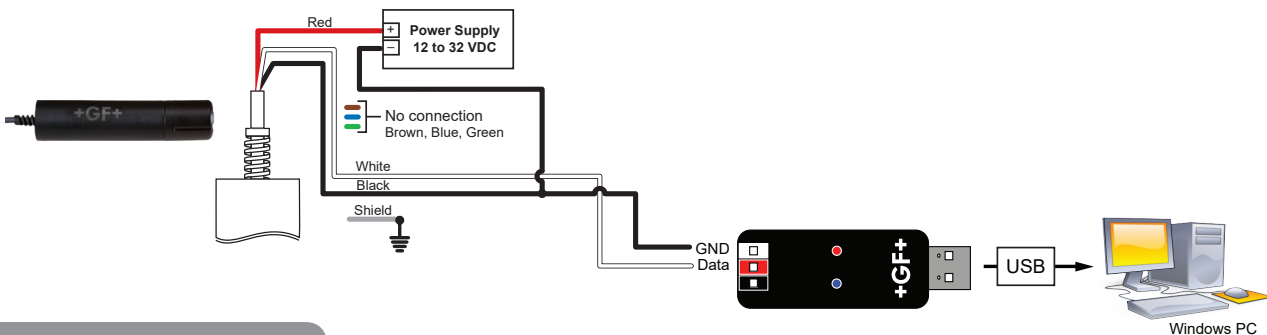 Red
+ Power Supply
– 12 to 32 VDC
+GF+
No connection
Brown, Blue, Green
White
Black
Shield
GND
Data
+GF+
USB
Windows PC